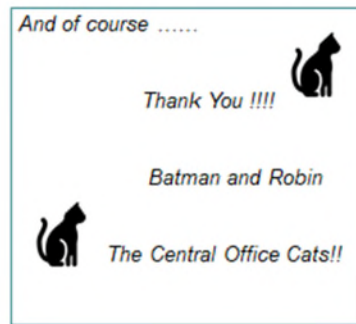 And of course ......
Thank You !!!!
Batman and Robin
The Central Office Cats!!